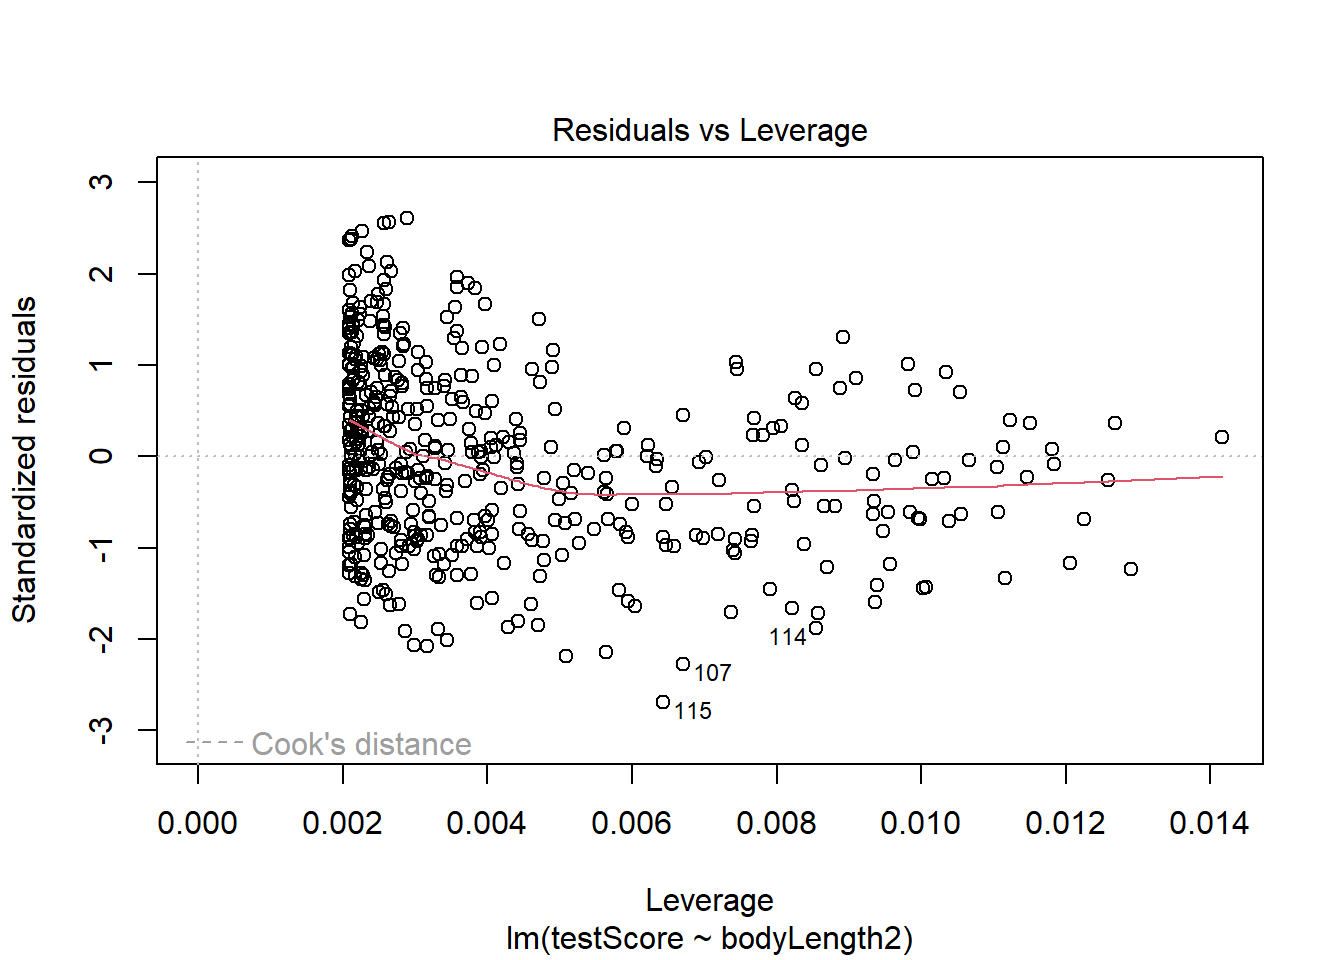 Residuals vs Leverage
Standardized residuals
3
2
1
0
-1
-2
-3
114
107
115
Cook's distance
0.000 0.002 0.004 0.006 0.008 0.010 0.012 0.014
Leverage
lm(testScore ~ bodyLength2)